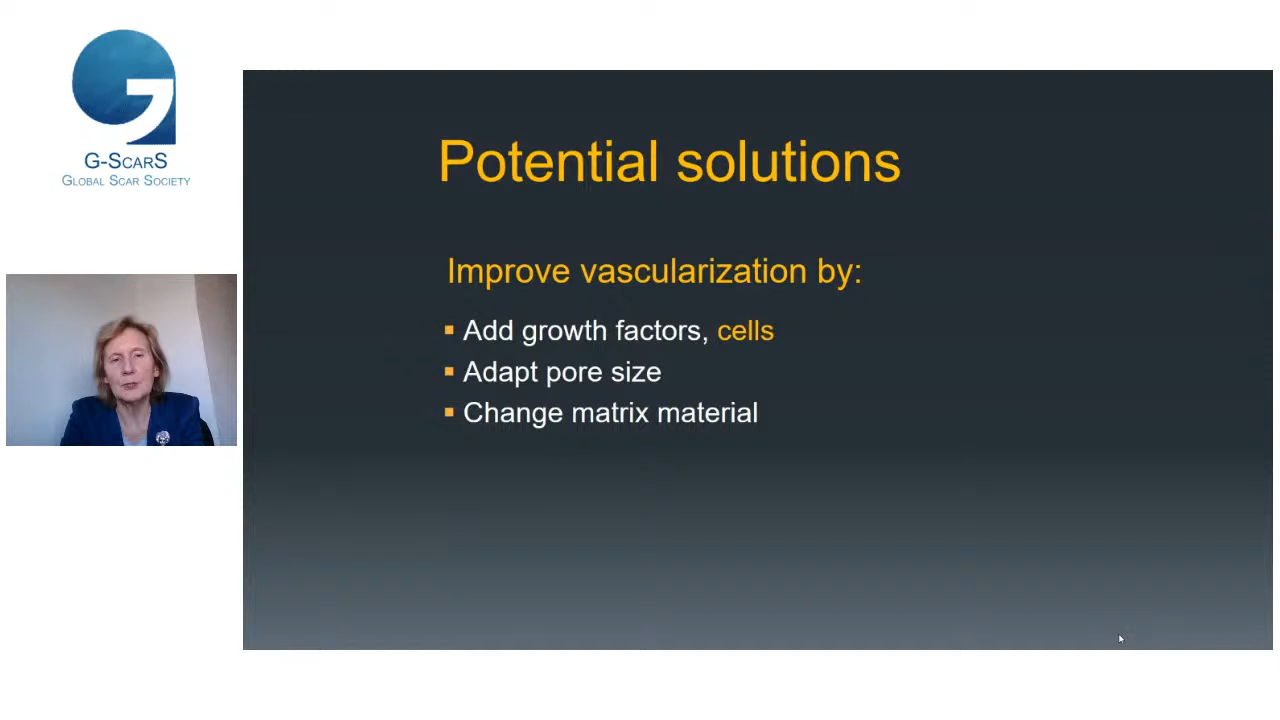 G-ScarS
Global Scar Society
Potential solutions
Improve vascularization by:
Add growth factors, cells
Adapt pore size
Change matrix material